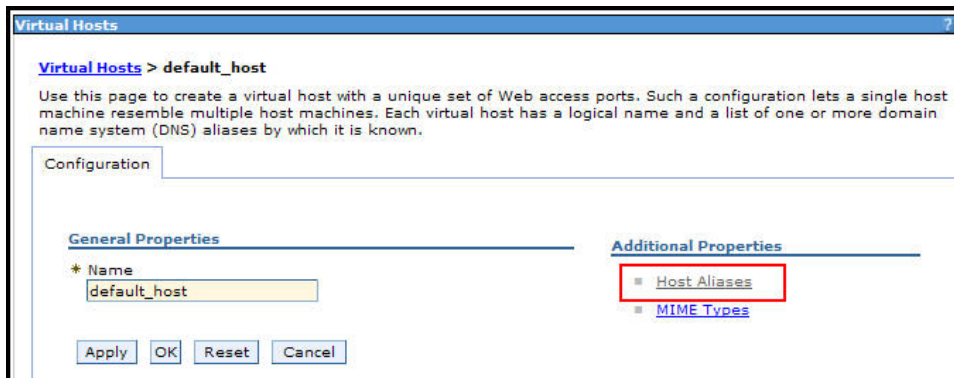 Virtual Hosts
?
Virtual Hosts > default_host
Use this page to create a virtual host with a unique set of Web access ports. Such a configuration lets a single host
machine resemble multiple host machines. Each virtual host has a logical name and a list of one or more domain
name system (DNS) aliases by which it is known.
Configuration
General Properties
* Name
default_host
Apply OK Reset Cancel
Additional Properties
Host Aliases
MIME Types